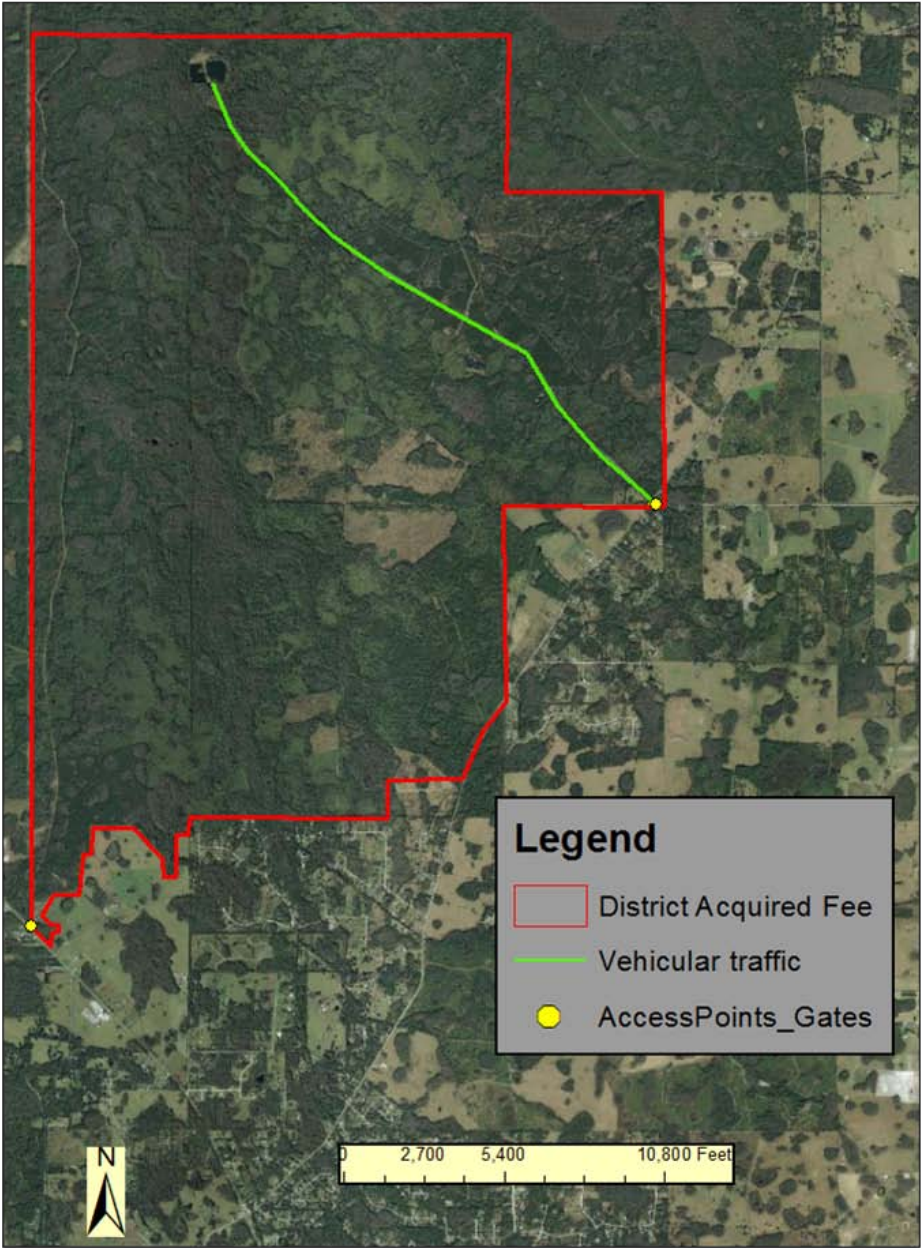 Legend
District Acquired Fee
Vehicular traffic
AccessPoints_Gates
N
0 2,700 5,400 10,800 Feet